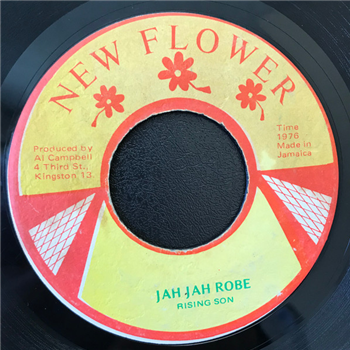 NEW FLOWER
Produced by
Al Campbell
4 Third St.,
Kingston 13.
Time
1976
Made in
Jamaica
JAH JAH ROBE
RISING SON